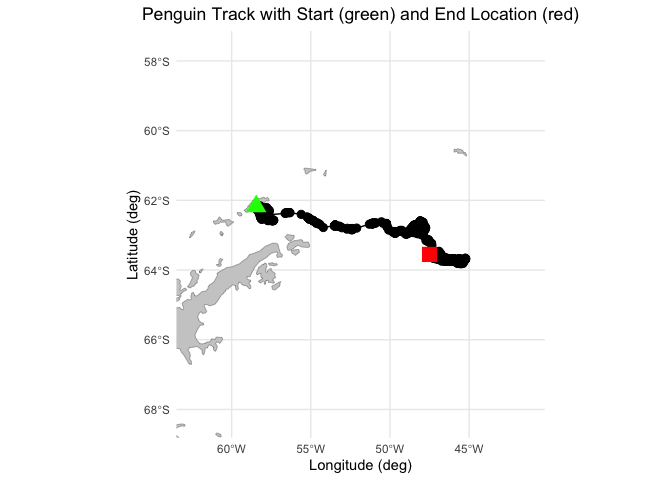 Penguin Track with Start (green) and End Location (red)
58°S
60°S
62°S
64°S
66°S
68°S
Latitude (deg)
60°W 55°W 50°W 45°W
Longitude (deg)